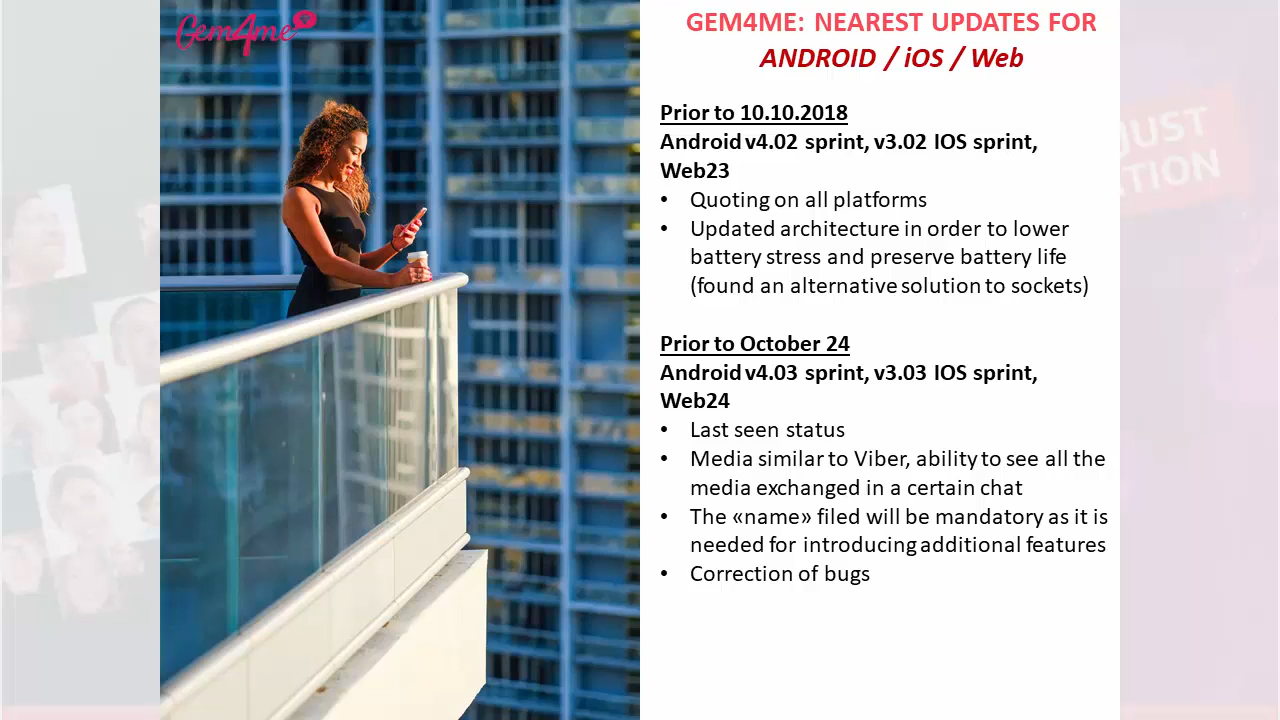 Gem4me
GEM4ME: NEAREST UPDATES FOR
ANDROID / iOS / Web
Prior to 10.10.2018
Android v4.02 sprint, v3.02 IOS sprint,
Web23
• Quoting on all platforms
• Updated architecture in order to lower
battery stress and preserve battery life
(found an alternative solution to sockets)
Prior to October 24
Android v4.03 sprint, v3.03 IOS sprint,
Web24
• Last seen status
• Media similar to Viber, ability to see all the
media exchanged in a certain chat
• The «name» filed will be mandatory as it is
needed for introducing additional features
• Correction of bugs
JUST